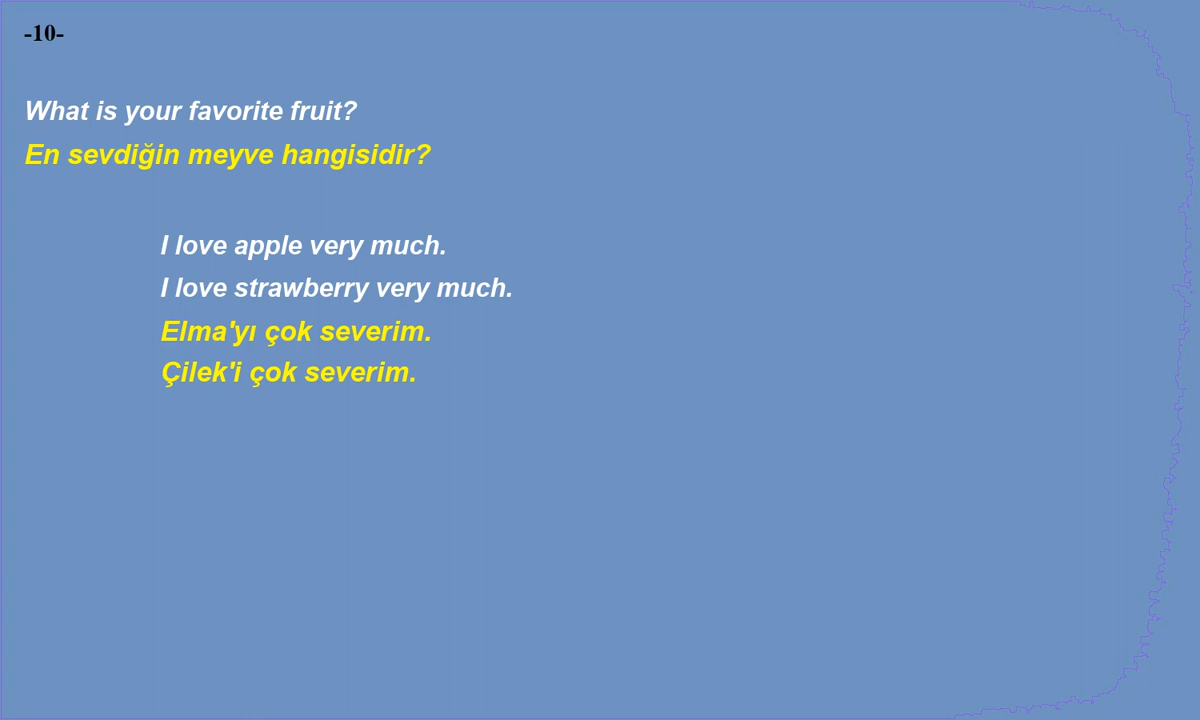 -10-
What is your favorite fruit?
En sevdiğin meyve hangisidir?
I love apple very much.
I love strawberry very much.
Elma'yı çok severim.
Çilek'i çok severim.